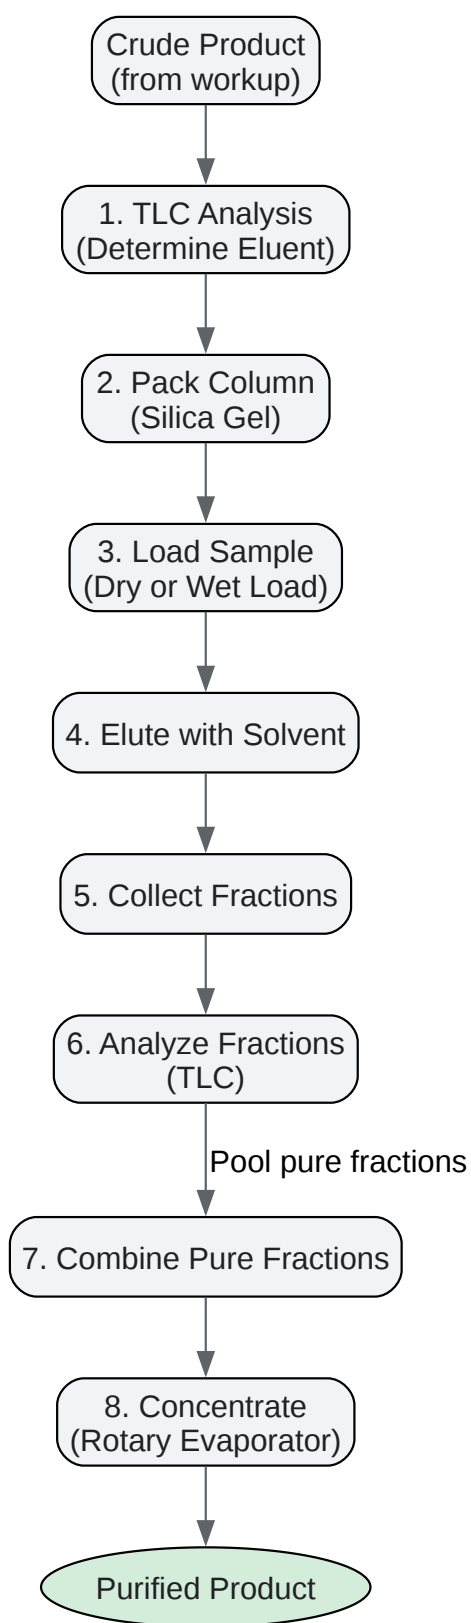 Crude Product
(from workup)
1. TLC Analysis
(Determine Eluent)
2. Pack Column
(Silica Gel)
3. Load Sample
(Dry or Wet Load)
4. Elute with Solvent
5. Collect Fractions
6. Analyze Fractions
(TLC)
Pool pure fractions
7. Combine Pure Fractions
8. Concentrate
(Rotary Evaporator)
Purified Product